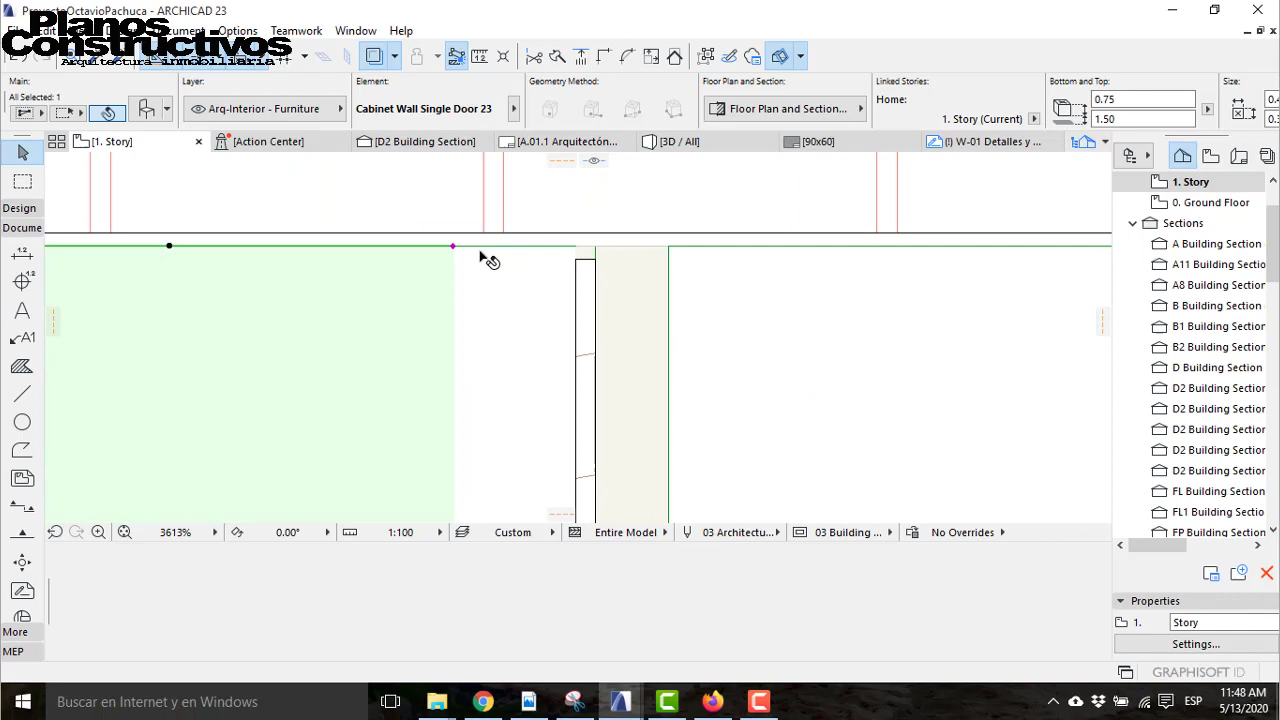 ProyectoOctavioPachuca - ARCHICAD 23
Planos
Constructivos
Arquitectura inmobiliaria
Options
Teamwork
Window
Help
Main:
All Selected: 1
Layer:
Arq-Interior - Furniture
Element:
Cabinet Wall Single Door 23
Geometry Method:
Floor Plan and Section:
Floor Plan and Section...
Linked Stories:
Home:
1. Story (Current)
Bottom and Top:
0.75
1.50
Size:
[1. Story]
[Action Center]
[D2 Building Section]
[A.01.1 Arquitectón...
[3D / All]
[90x60]
(!) W-01 Detalles y ...
Design
Docume
More
MEP
1. Story
0. Ground Floor
Sections
A Building Section
A11 Building Sectio
A8 Building Section
B Building Section
B1 Building Section
B2 Building Section
D Building Section
D2 Building Section
D2 Building Section
D2 Building Section
D2 Building Section
FL Building Section
FL1 Building Sectio
FP Building Section
3613%
0.00°
1:100
Custom
Entire Model
03 Architectu...
03 Building ...
No Overrides
Properties
1.
Story
Settings...
GRAPHISOFT ID
Buscar en Internet y en Windows
ESP
11:48 AM
5/13/2020